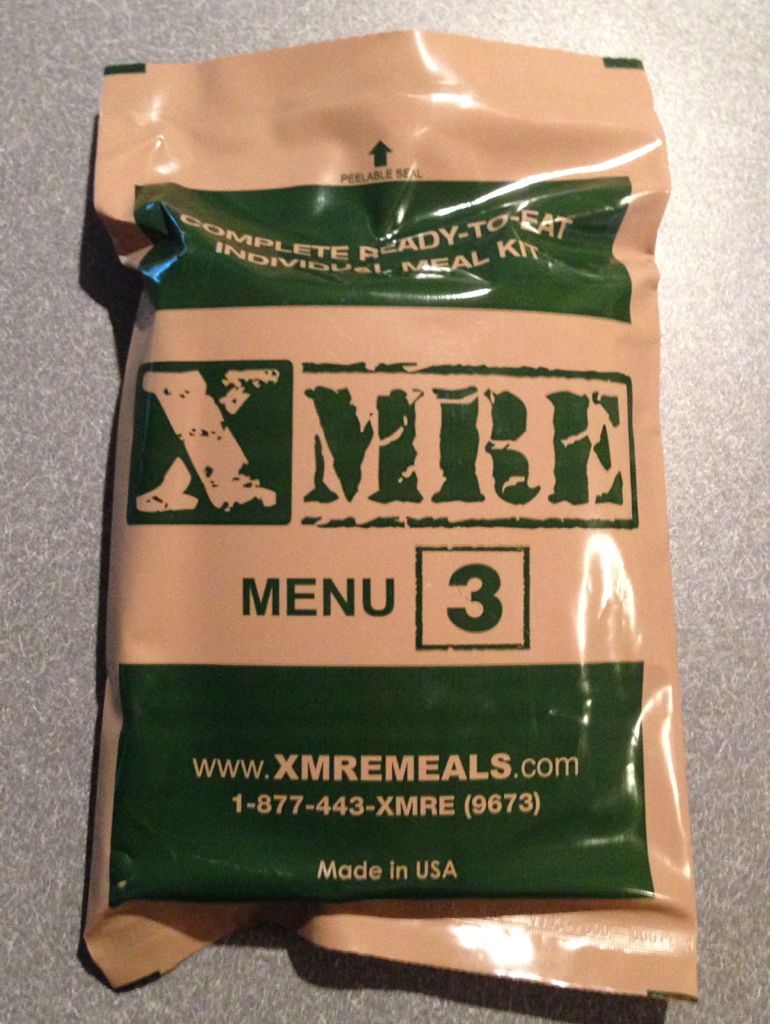 PEELABLE SEAL
COMPLETE READY-TO-EAT
INDIVIDUAL MEAL KIT
XMRE
MENU 3
www.XMREMEALS.com
1-877-443-XMRE (9673)
Made in USA